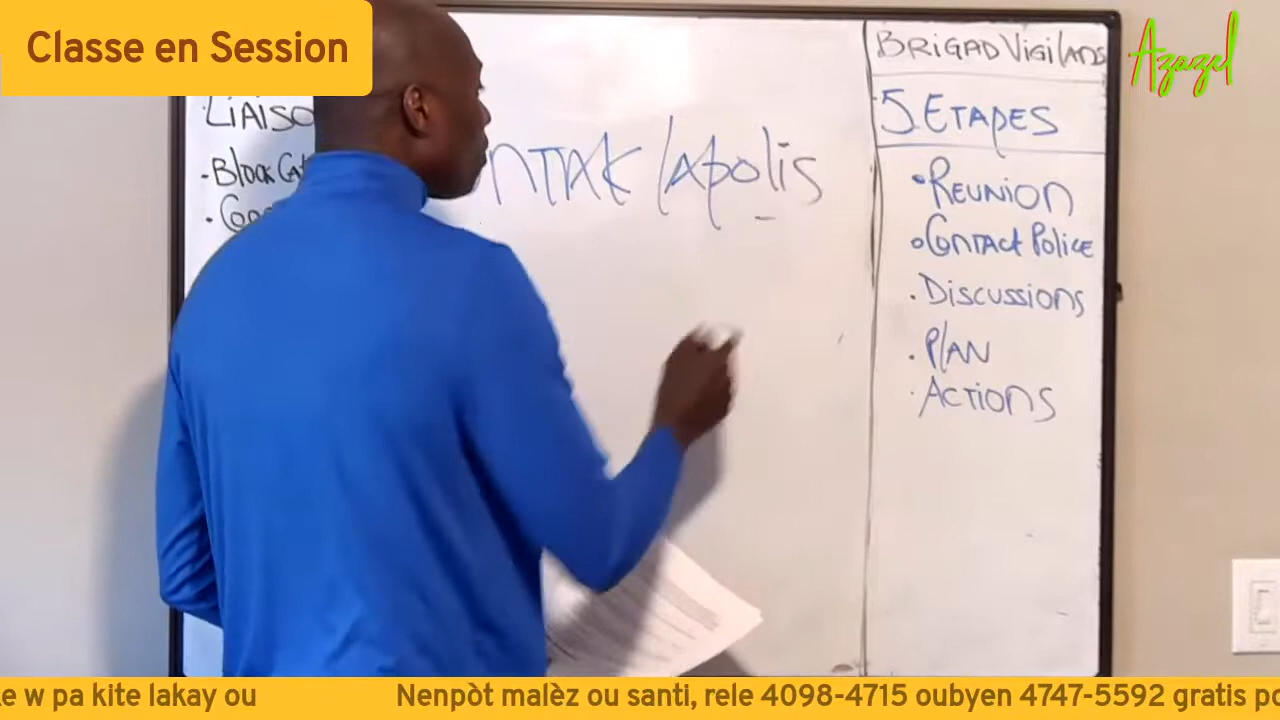 Classe en Session
LIAISO
- Block
NTAK lapolis
BRIGAD VIGILANS
5 ETAPES
• REUNION
• CONTACT POLICE
. DISCUSSIONS
. PLAN
. ACTIONS
Azazel
w pa kite lakay ou
Nenpòt malèz ou santi, rele 4098-4715 oubyen 4747-5592 gratis